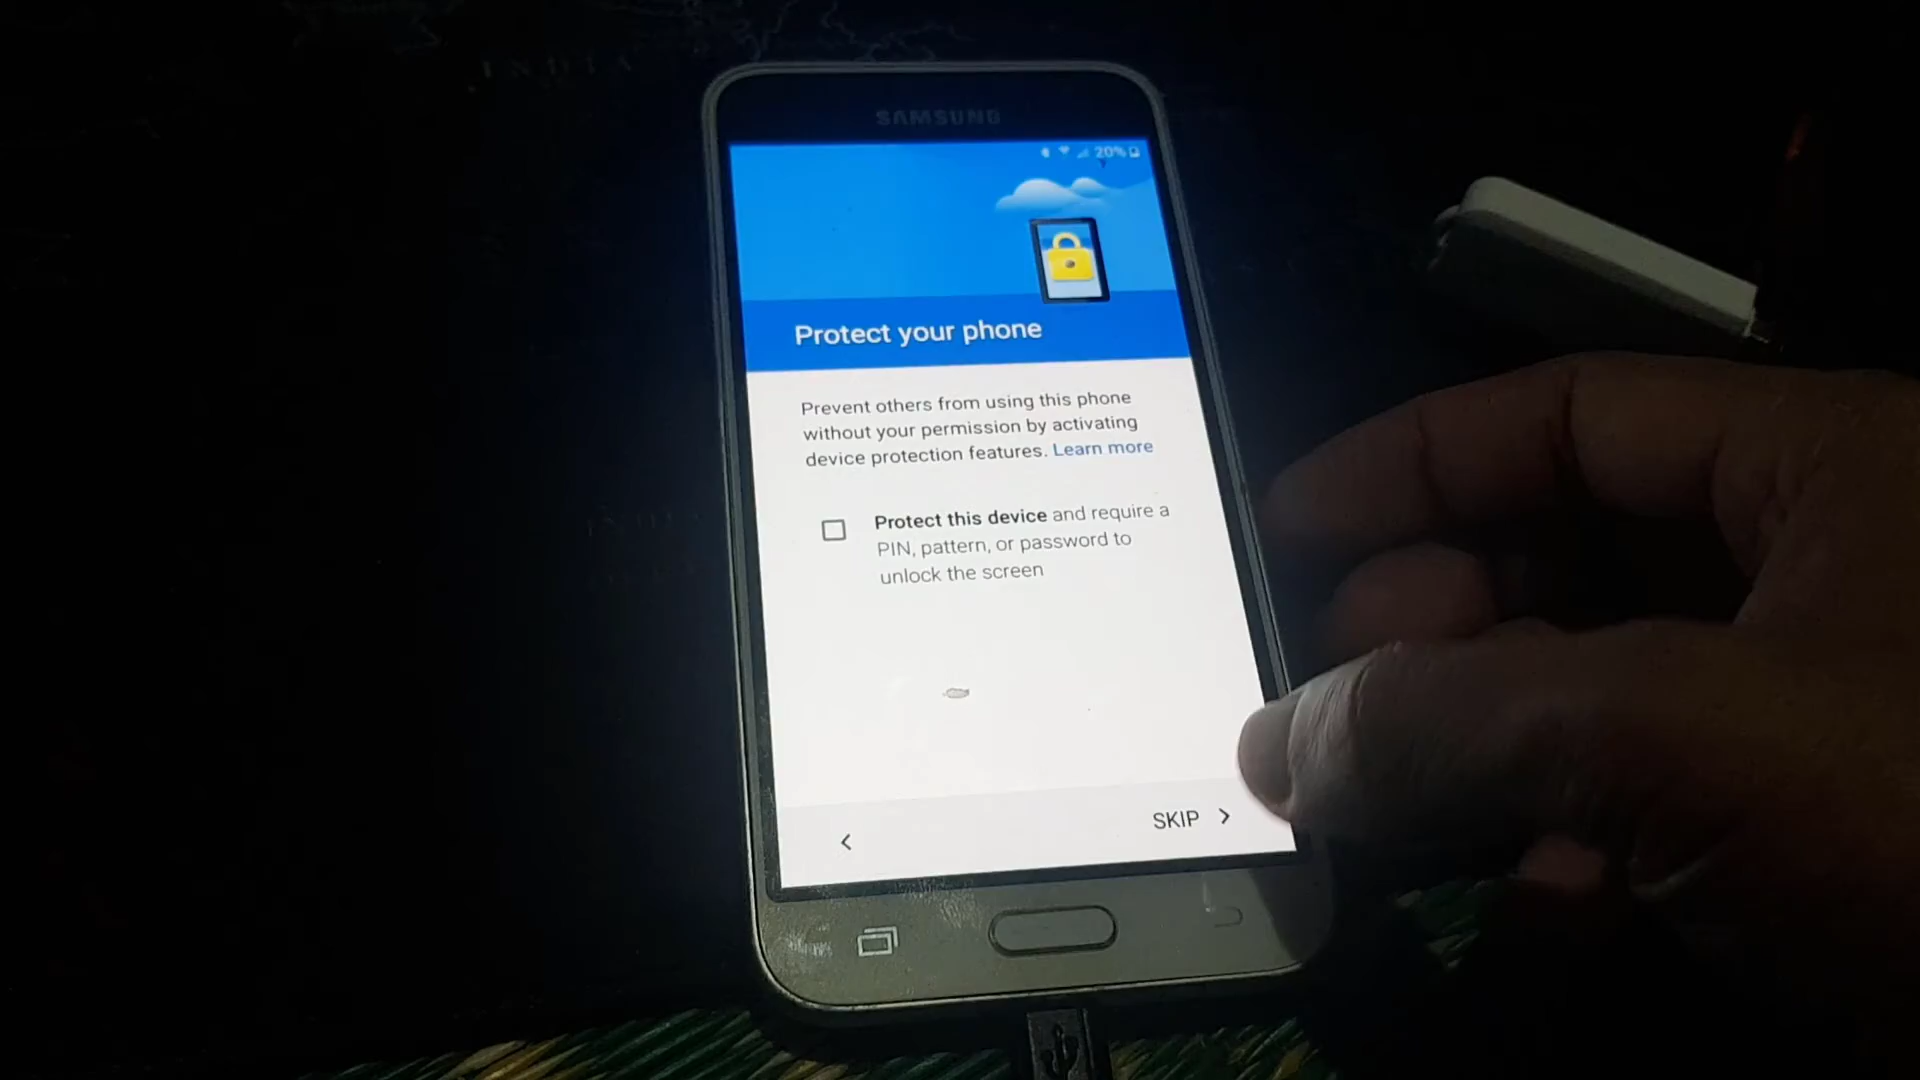 INDIA
SAMSUNG
20%
Protect your phone
Prevent others from using this phone
without your permission by activating
device protection features. Learn more
Protect this device and require a
PIN, pattern, or password to
unlock the screen
SKIP